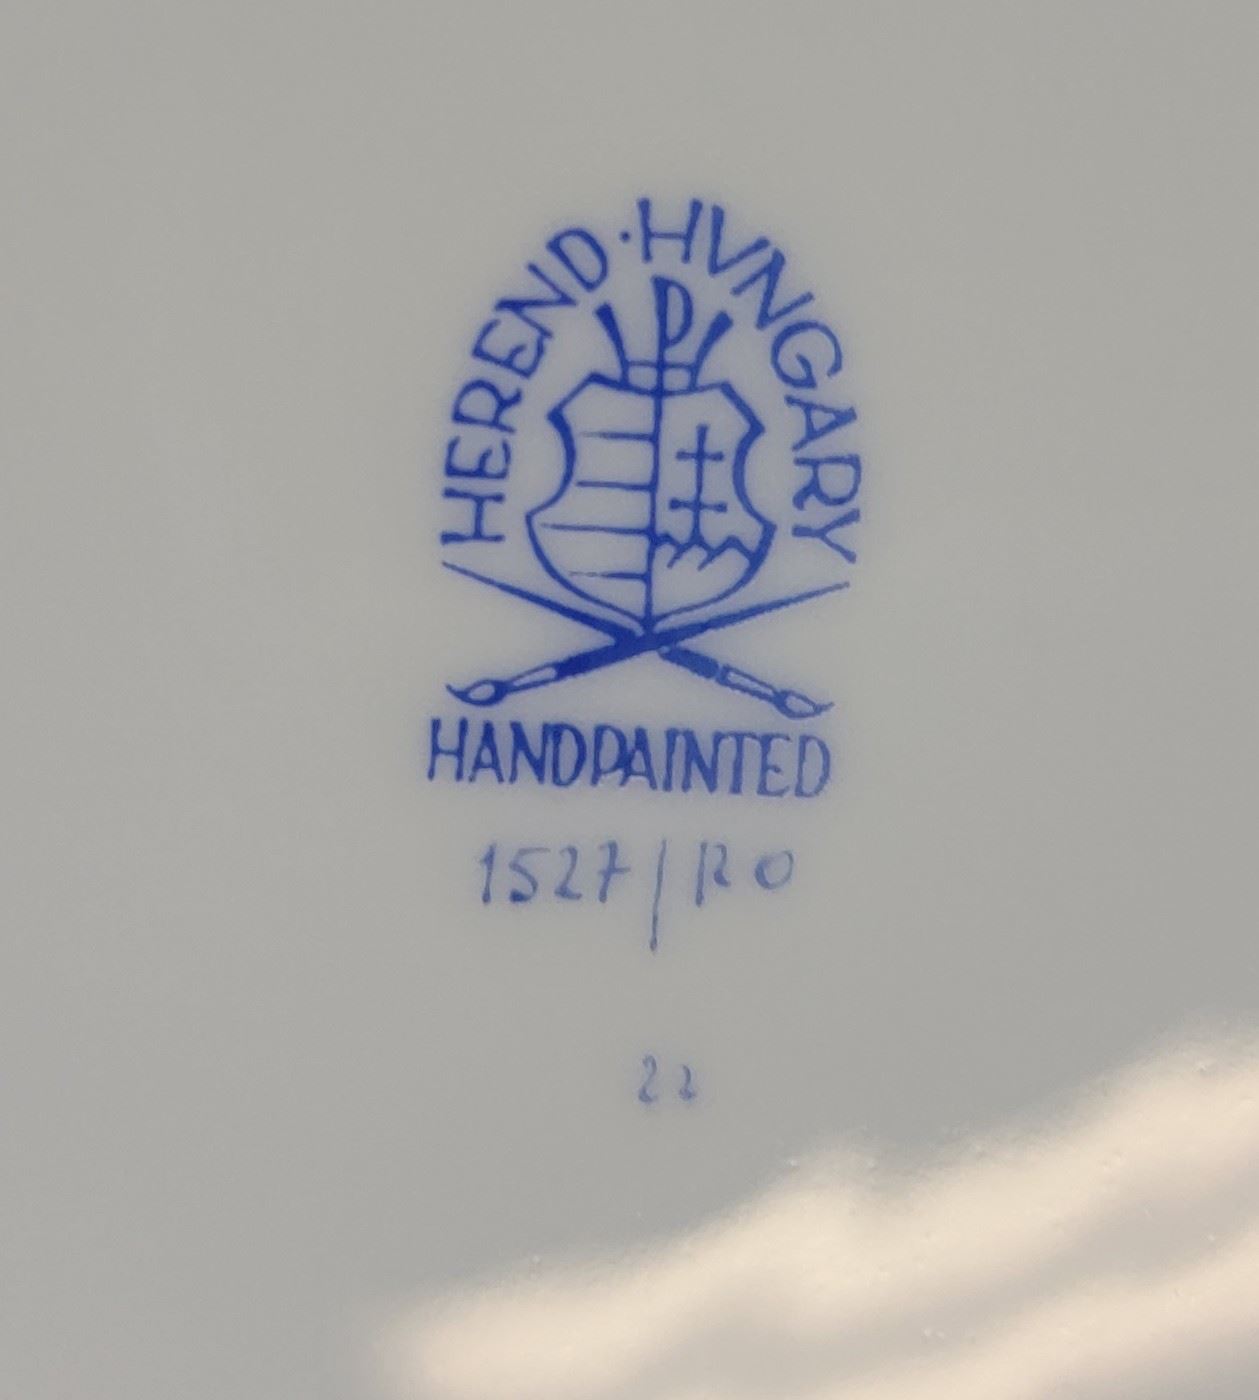 HEREND · HVNGARY
HANDPAINTED
1527/RO
22